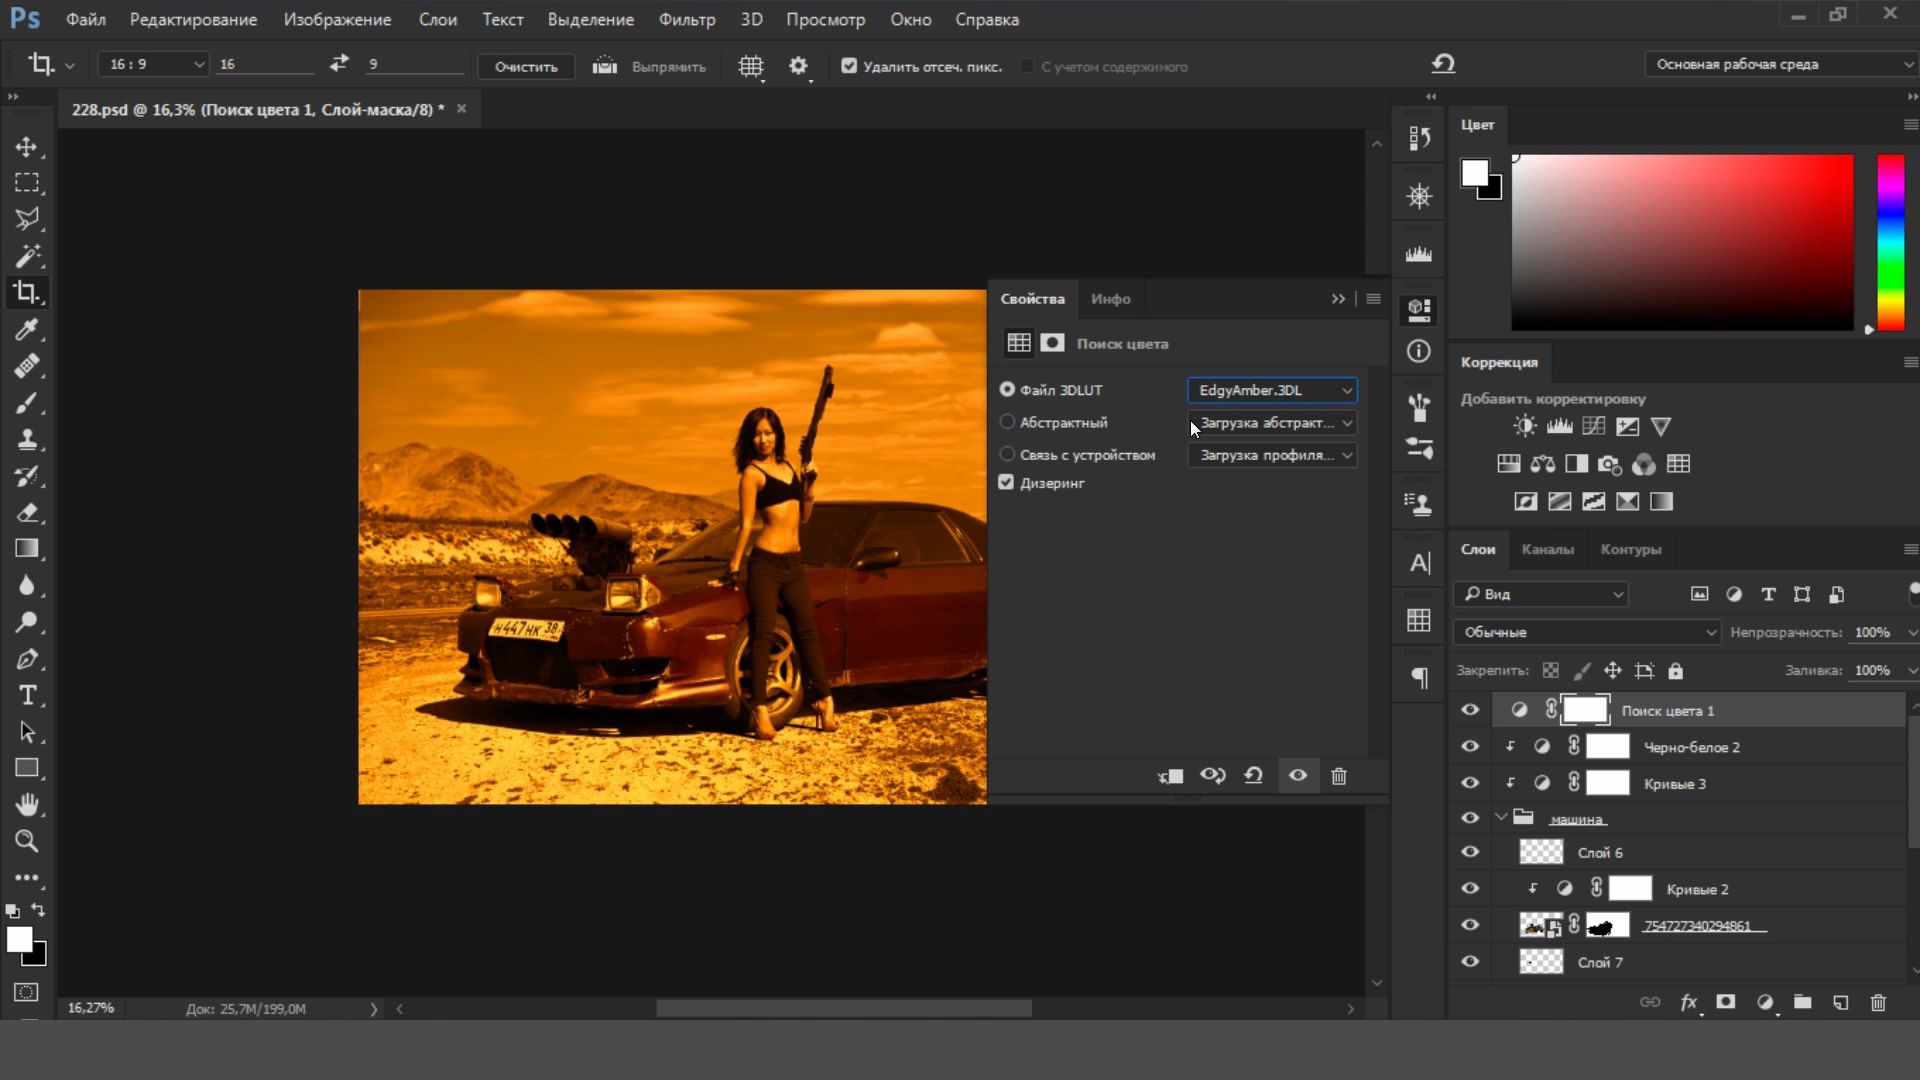 Ps Файл Редактирование Изображение Слои Текст Выделение Фильтр 3D Просмотр Окно Справка
16 : 9 16 9 Очистить Выпрямить Удалить отсеч. пикс. С учетом содержимого Основная рабочая среда
228.psd @ 16,3% (Поиск цвета 1, Слой-маска/8) *
Цвет
Свойства Инфо
Поиск цвета
Файл 3DLUT EdgyAmber.3DL
Абстрактный Загрузка абстракт...
Связь с устройством Загрузка профиля...
Дизеринг
н447нк 38
Коррекция
Добавить корректировку
Слои Каналы Контуры
Вид
Обычные Непрозрачность: 100%
Закрепить: Заливка: 100%
Поиск цвета 1
Черно-белое 2
Кривые 3
машина
Слой 6
Кривые 2
754727340294861
Слой 7
16,27% Док: 25,7M/199,0M